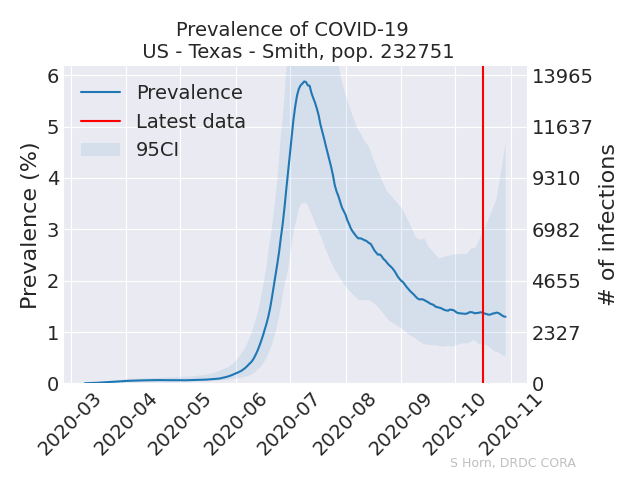 Prevalence of COVID-19
US - Texas - Smith, pop. 232751
Prevalence (%)
6
5
4
3
2
1
0
Prevalence
Latest data
95CI
13965
11637
9310
6982
4655
2327
0
# of infections
2020-03
2020-04
2020-05
2020-06
2020-07
2020-08
2020-09
2020-10
2020-11
S Horn, DRDC CORA